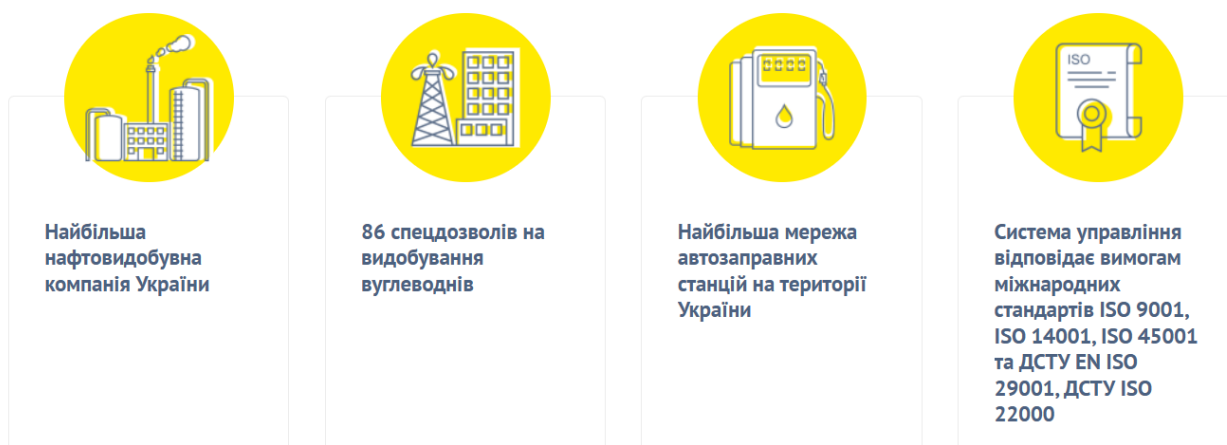 Найбільша
нафтовидобувна
компанія України
86 спецдозволів на
видобування
вуглеводнів
Найбільша мережа
автозаправних
станцій на території
України
ISO
Система управління
відповідає вимогам
міжнародних
стандартів ISO 9001,
ISO 14001, ISO 45001
та ДСТУ EN ISO
29001, ДСТУ ISO
22000